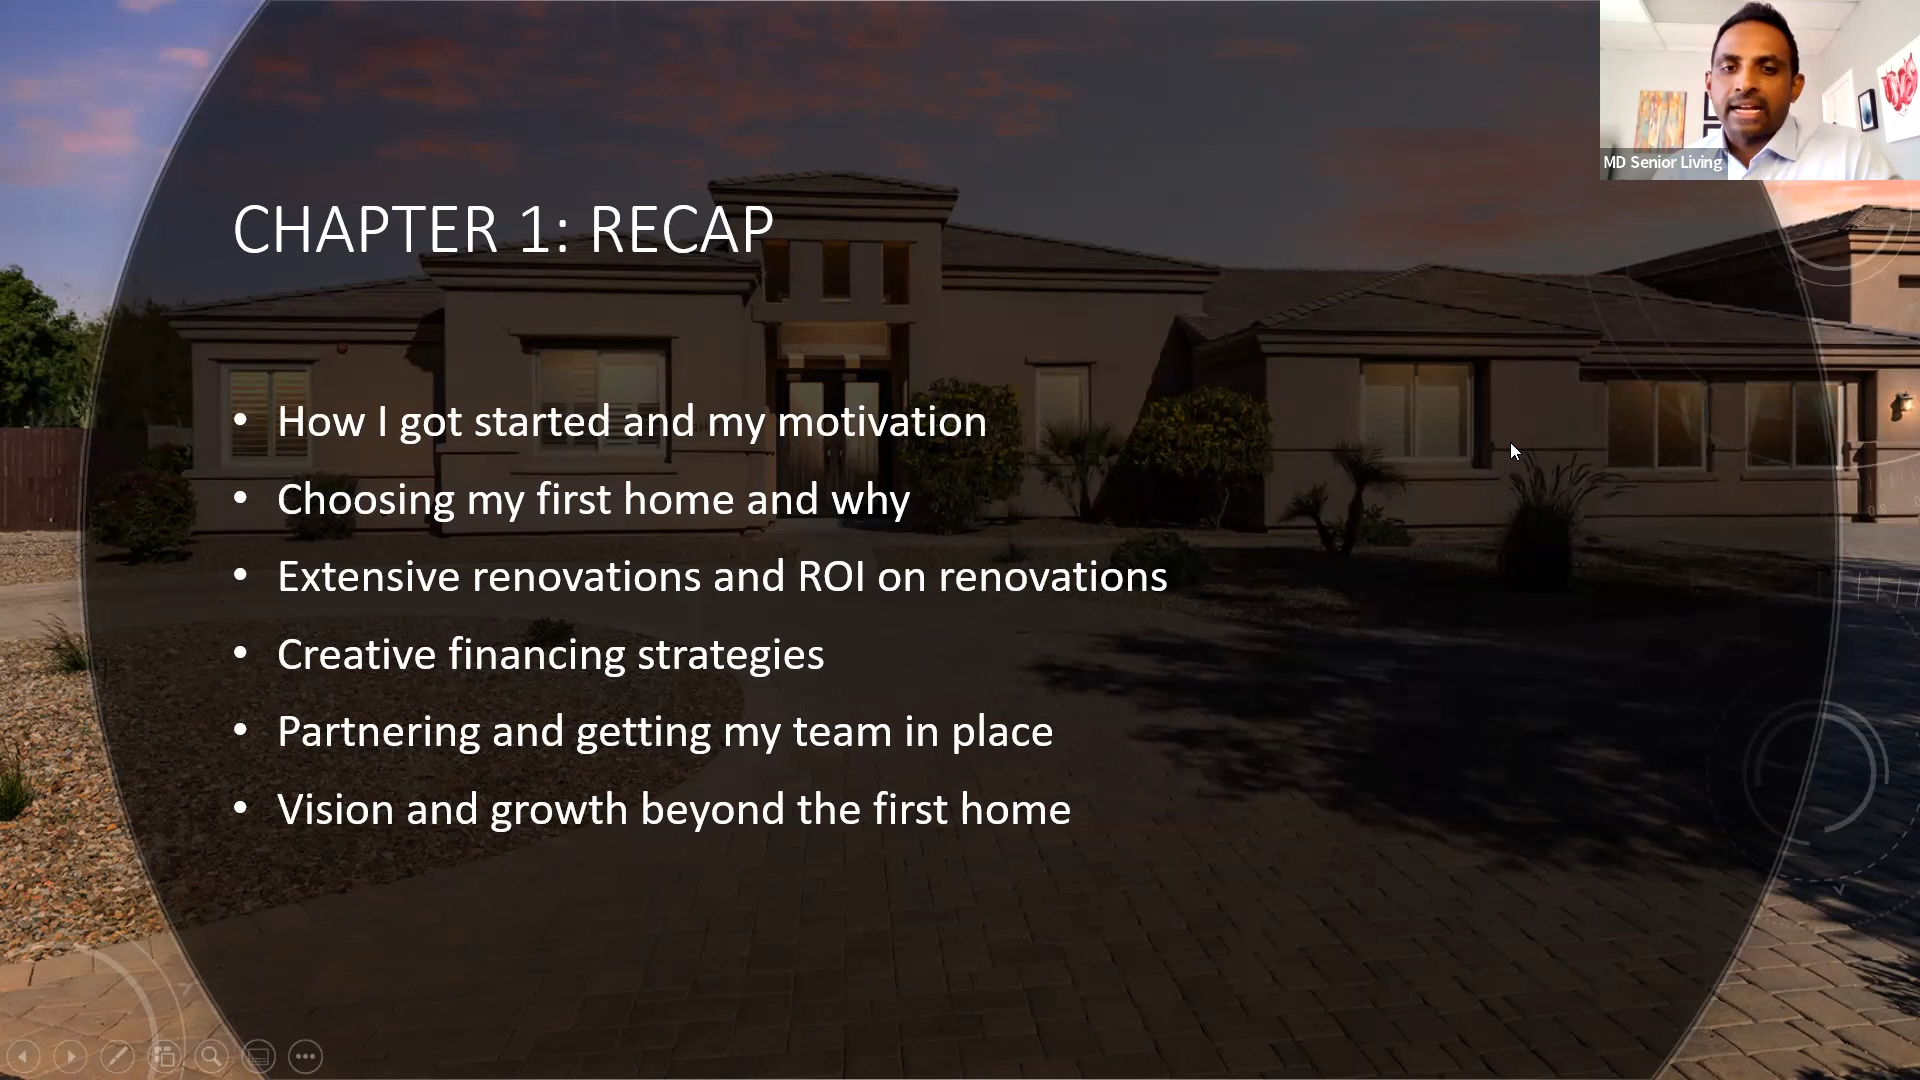 MD Senior Living
CHAPTER 1: RECAP
• How I got started and my motivation
• Choosing my first home and why
• Extensive renovations and ROI on renovations
• Creative financing strategies
• Partnering and getting my team in place
• Vision and growth beyond the first home